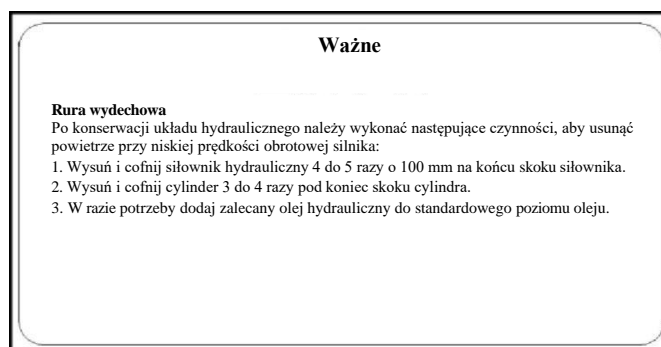 Ważne
Rura wydechowa
Po konserwacji układu hydraulicznego należy wykonać następujące czynności, aby usunąć
powietrze przy niskiej prędkości obrotowej silnika:
1. Wysuń i cofnij siłownik hydrauliczny 4 do 5 razy o 100 mm na końcu skoku siłownika.
2. Wysuń i cofnij cylinder 3 do 4 razy pod koniec skoku cylindra.
3. W razie potrzeby dodaj zalecany olej hydrauliczny do standardowego poziomu oleju.